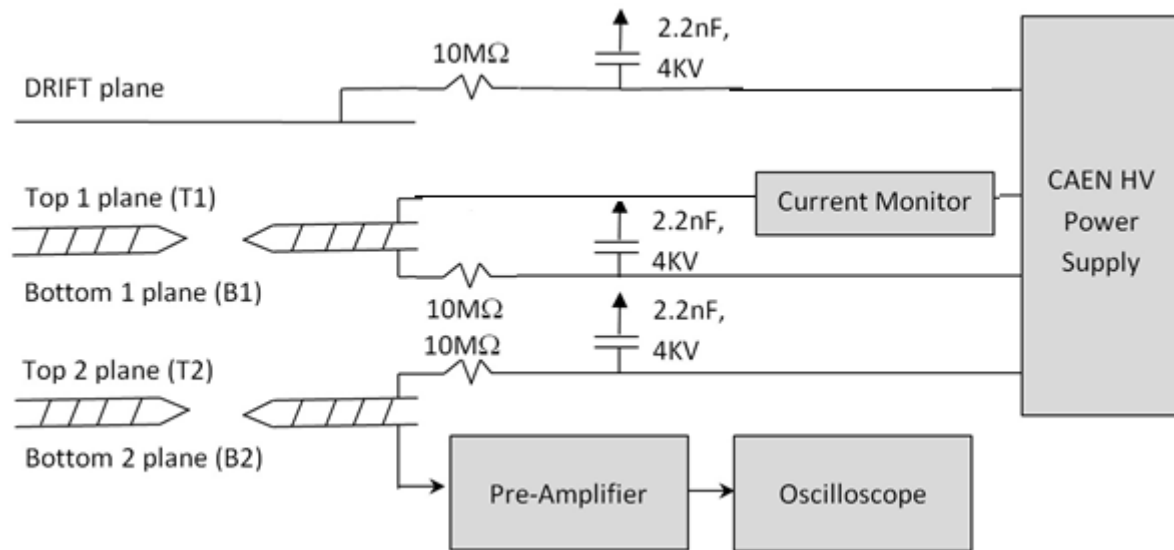 2.2nF,
10MΩ
4KV
DRIFT plane
CAEN HV
Power
Supply
Top 1 plane (T1)
Current Monitor
2.2nF,
4KV
Bottom 1 plane (B1)
10MΩ
2.2nF,
10MΩ
4KV
Top 2 plane (T2)
Bottom 2 plane (B2)
Pre-Amplifier
Oscilloscope